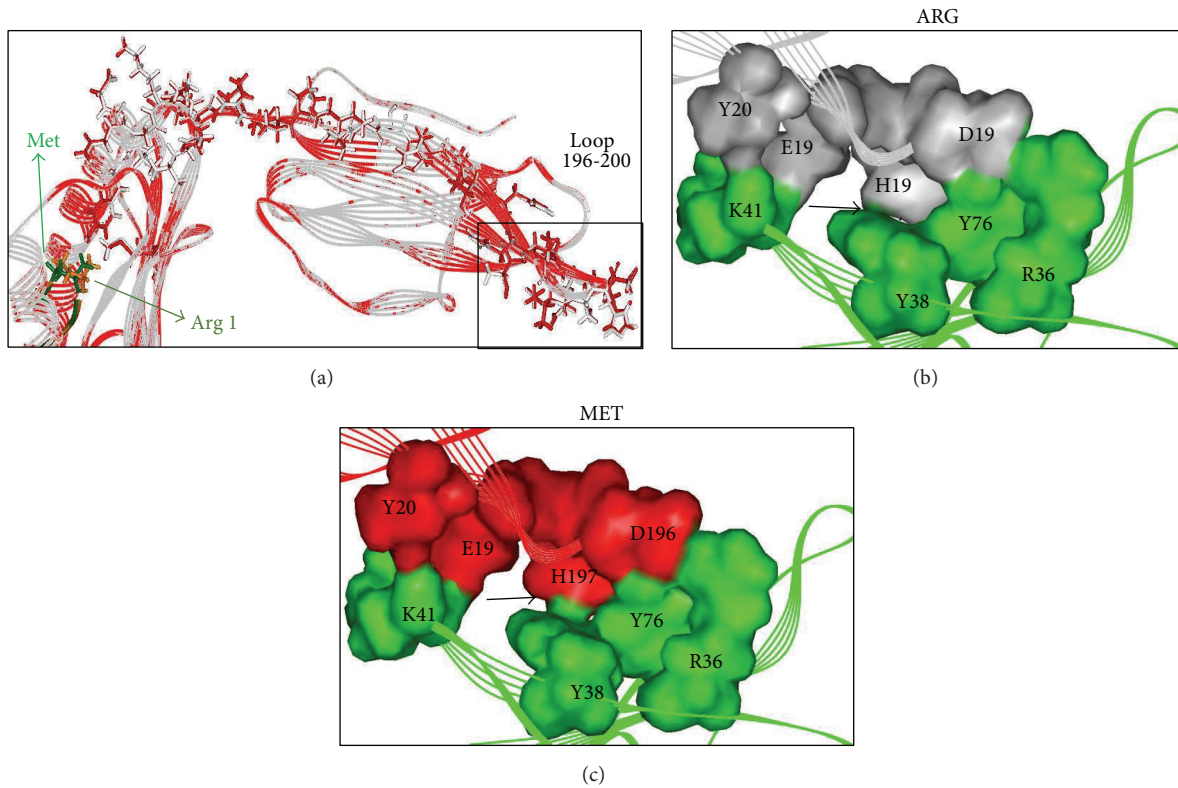 Met
Arg 1
Loop
196-200
(a)
ARG
Y20
E19
D19
H19
K41
Y76
Y38
R36
(b)
MET
Y20
E19
D196
H197
K41
Y76
R36
Y38
(c)